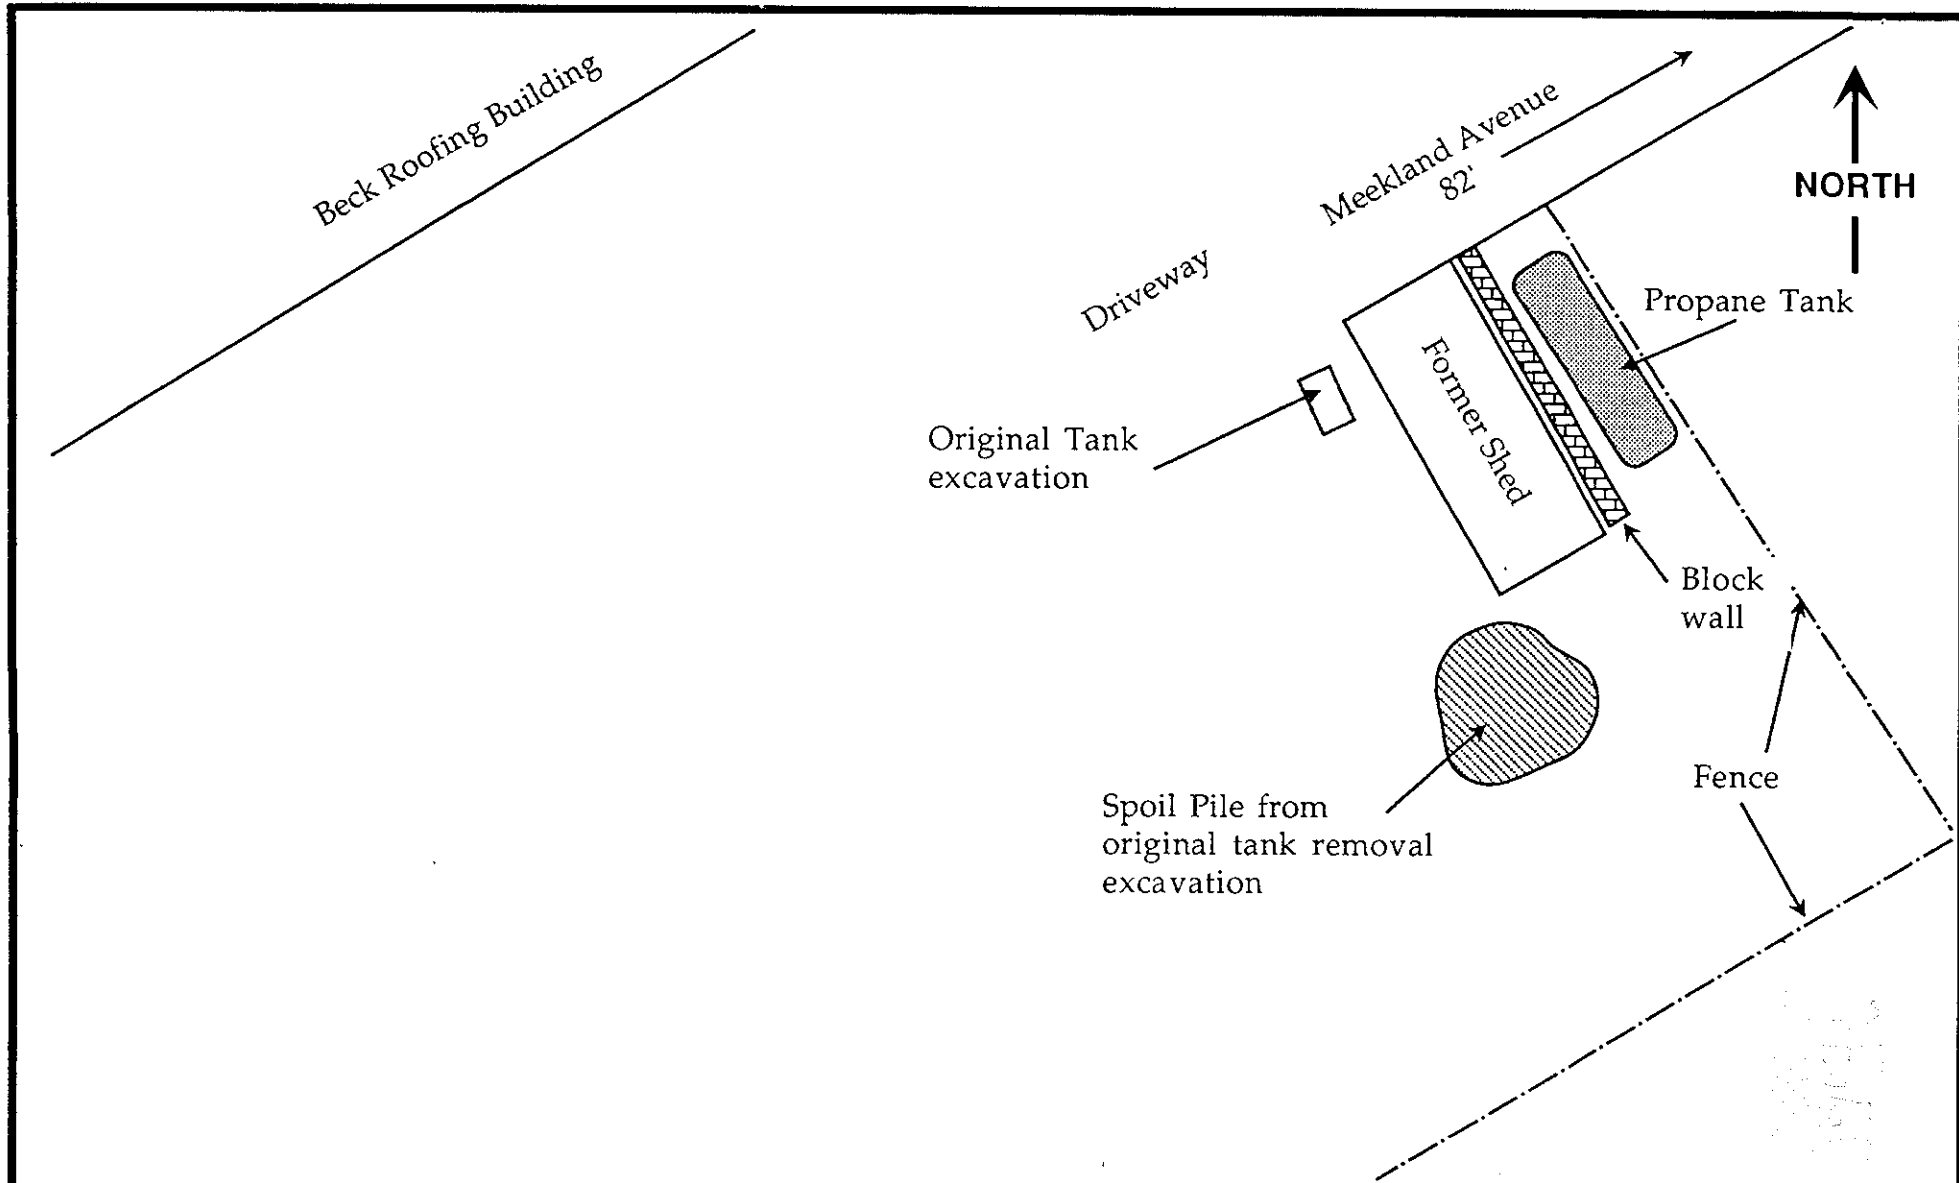 Beck Roofing Building
Meekland Avenue
82'
NORTH
Driveway
Propane Tank
Former Shed
Original Tank
excavation
Block
wall
Fence
Spoil Pile from
original tank removal
excavation